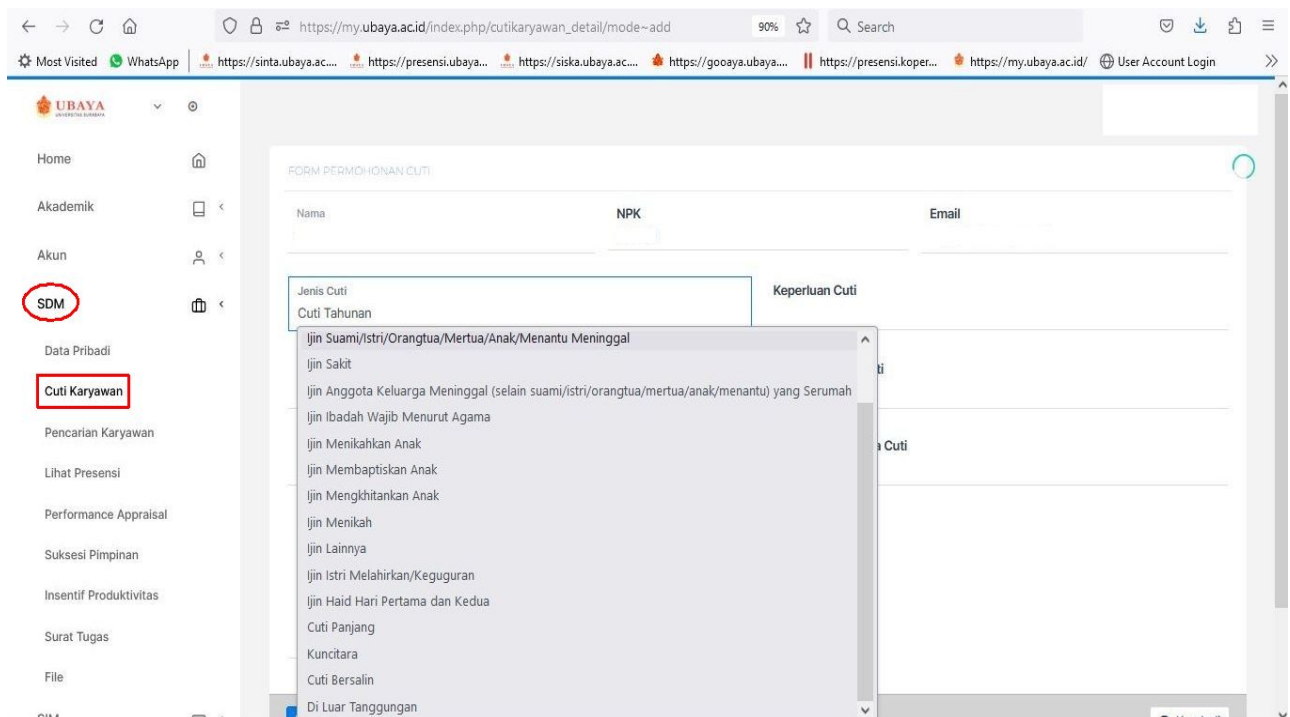 https://my.ubaya.ac.id/index.php/cutikaryawan_detail/mode~add
90%
Search
Most Visited
WhatsApp
https://sinta.ubaya.ac....
https://presensi.ubaya...
https://siska.ubaya.ac....
https://gooaya.ubaya....
https://presensi.koper...
https://my.ubaya.ac.id/
User Account Login
UBAYA
UNIVERSITAS SURABAYA
Home
Akademik
Akun
SDM
Data Pribadi
Cuti Karyawan
Pencarian Karyawan
Lihat Presensi
Performance Appraisal
Suksesi Pimpinan
Insentif Produktivitas
Surat Tugas
File
FORM PERMOHONAN CUTI
Nama
NPK
Email
Jenis Cuti
Cuti Tahunan
Keperluan Cuti
Ijin Suami/Istri/Orangtua/Mertua/Anak/Menantu Meninggal
Ijin Sakit
Ijin Anggota Keluarga Meninggal (selain suami/istri/orangtua/mertua/anak/menantu) yang Serumah
Ijin Ibadah Wajib Menurut Agama
Ijin Menikahkan Anak
Ijin Membaptiskan Anak
Ijin Mengkhitankan Anak
Ijin Menikah
Ijin Lainnya
Ijin Istri Melahirkan/Keguguran
Ijin Haid Hari Pertama dan Kedua
Cuti Panjang
Kuncitara
Cuti Bersalin
Di Luar Tanggungan
ti
a Cuti